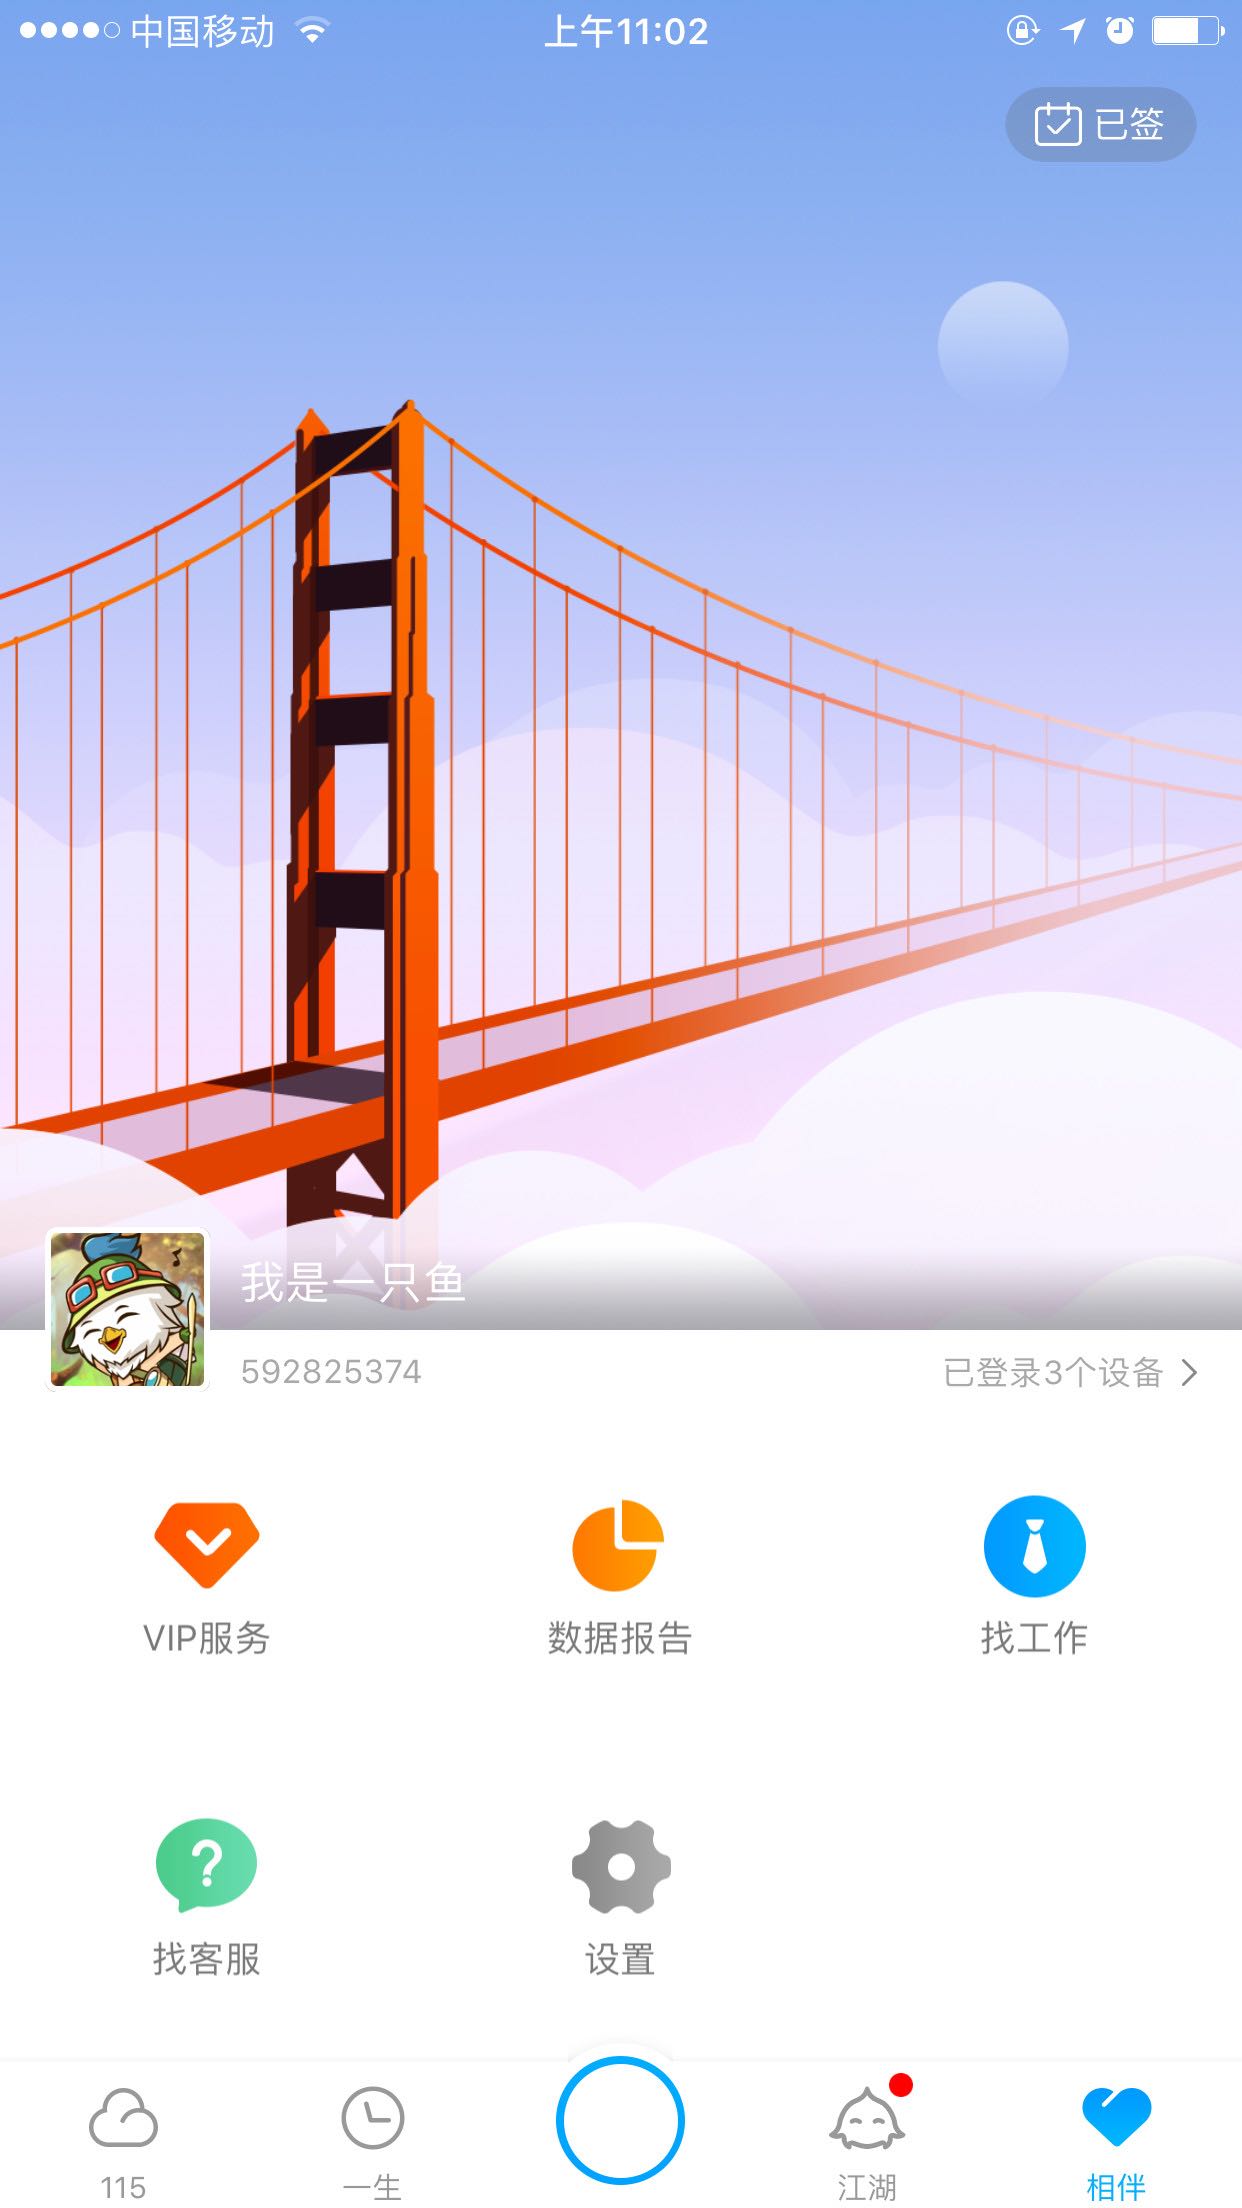 中国移动 上午11:02
已签
我是一只鱼
592825374 已登录3个设备
VIP服务 数据报告 找工作
找客服 设置
115 一生 江湖 相伴